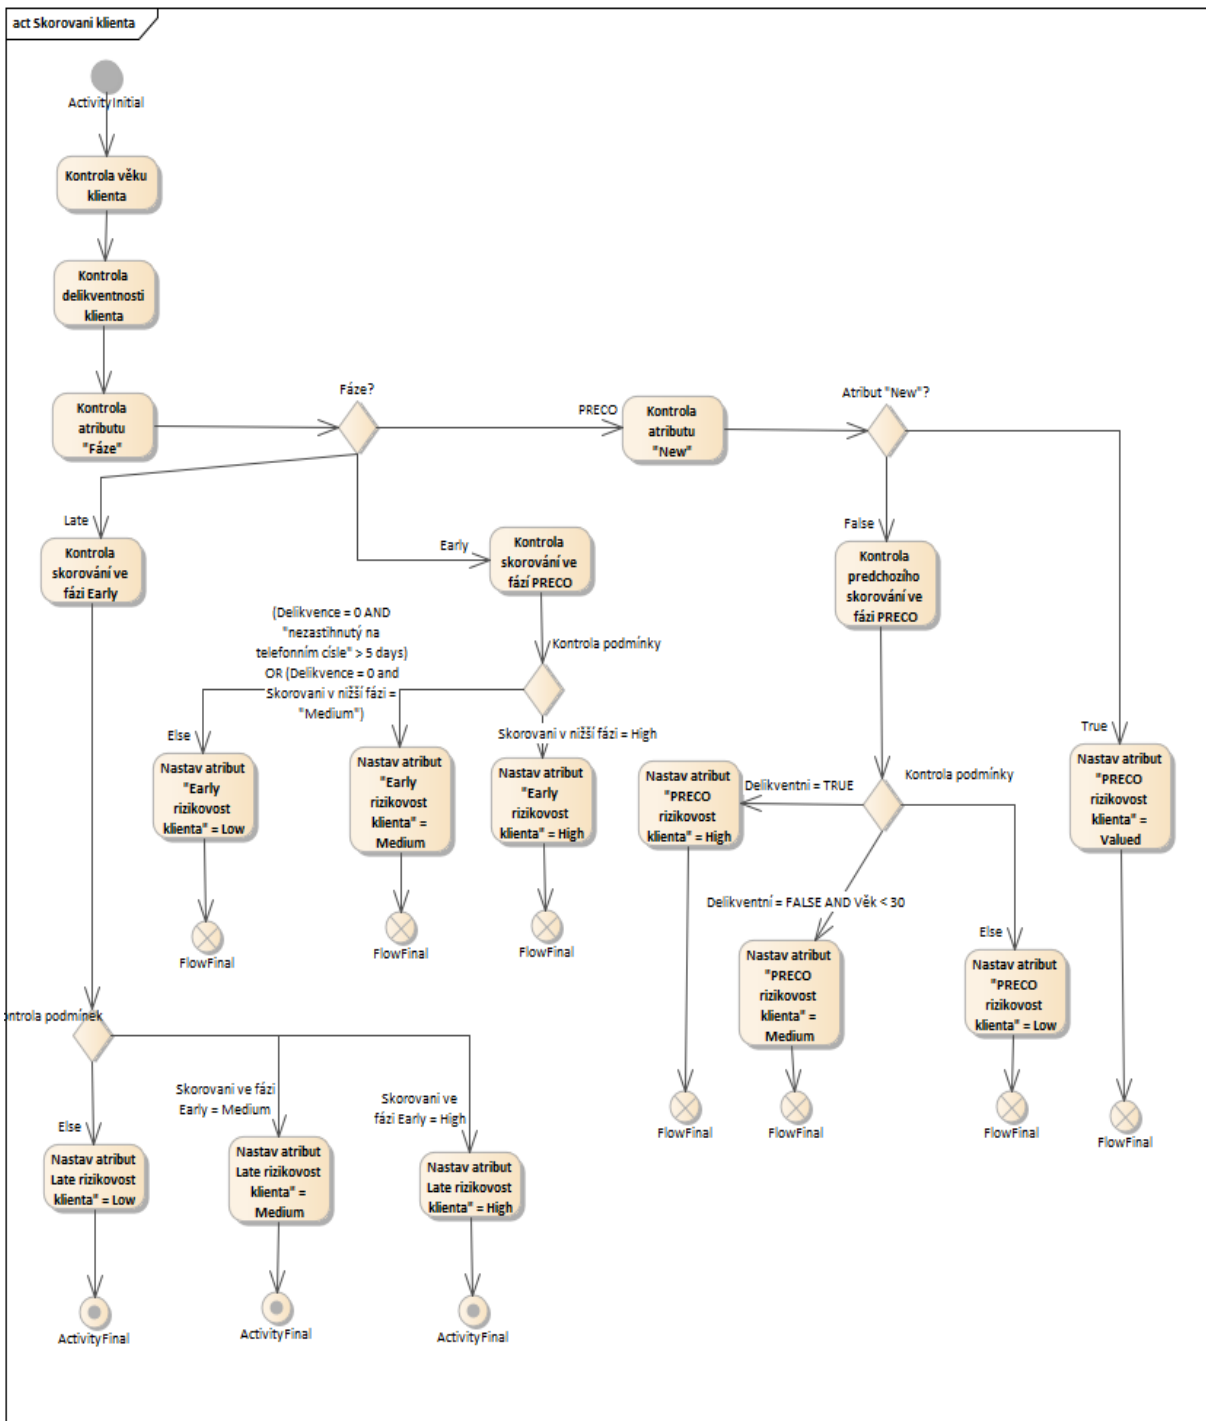 act Skorovani klienta
ActivityInitial
Kontrola věku
klienta
Kontrola
delikventnosti
klienta
Kontrola
atributu
"Fáze"
Fáze?
PRECO
Kontrola
atributu
"New"
Atribut "New"?
Late
Kontrola
skorování ve
fázi Early
Early
Kontrola
skorování ve
fází PRECO
False
Kontrola
predchozího
skorování ve
fázi PRECO
(Delikvence = 0 AND
"nezastihnutý na
telefonním císle" > 5 days)
OR (Delikvence = 0 and
Skorovani v nižší fázi =
"Medium")
Kontrola podmínky
Else
Nastav atribut
"Early
rizikovost
klienta" = Low
Nastav atribut
"Early
rizikovost
klienta" =
Medium
Skorovani v nižší fázi = High
Nastav atribut
"Early
rizikovost
klienta" = High
Delikventni = TRUE
Nastav atribut
"PRECO
rizikovost
klienta" = High
Kontrola podmínky
True
Nastav atribut
"PRECO
rizikovost
klienta" =
Valued
Delikventní = FALSE AND Věk < 30
Nastav atribut
"PRECO
rizikovost
klienta" =
Medium
Else
Nastav atribut
"PRECO
rizikovost
klienta" = Low
FlowFinal
FlowFinal
FlowFinal
FlowFinal
FlowFinal
FlowFinal
FlowFinal
ontrola podmínek
Else
Nastav atribut
Late rizikovost
klienta" = Low
Skorovani ve fázi
Early = Medium
Nastav atribut
Late rizikovost
klienta" =
Medium
Skorovani ve
fázi Early = High
Nastav atribut
Late rizikovost
klienta" = High
ActivityFinal
ActivityFinal
ActivityFinal